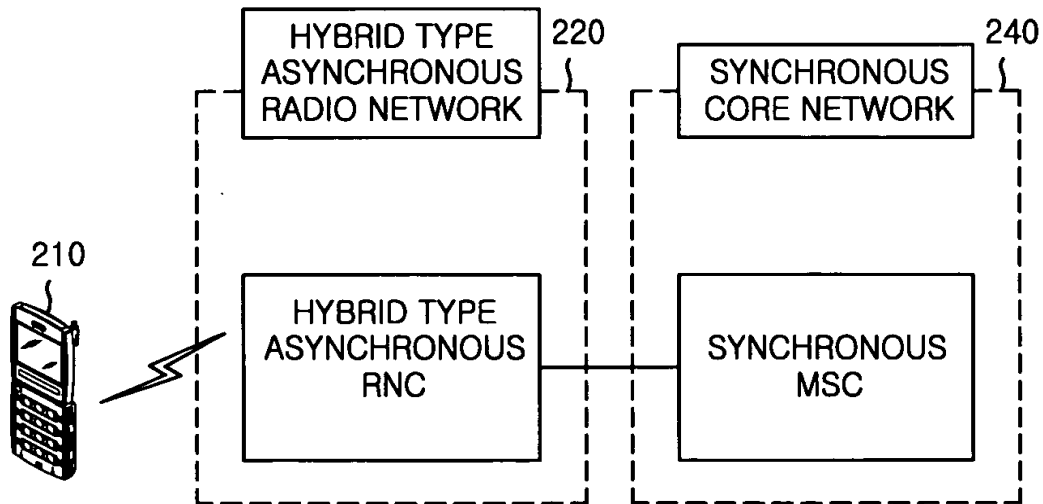 HYBRID TYPE
ASYNCHRONOUS
RADIO NETWORK
220
SYNCHRONOUS
CORE NETWORK
240
210
HYBRID TYPE
ASYNCHRONOUS
RNC
SYNCHRONOUS
MSC